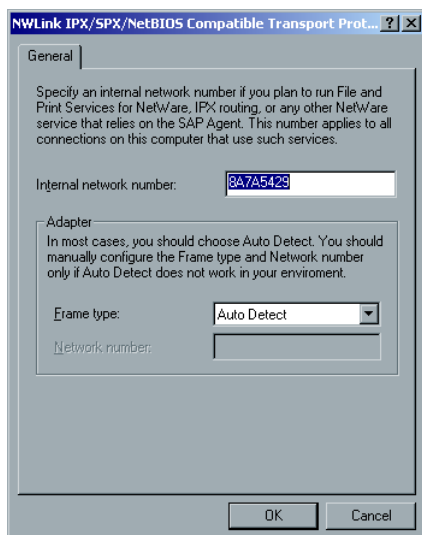 NWLink IPX/SPX/NetBIOS Compatible Transport Prot... ? ×
General
Specify an internal network number if you plan to run File and
Print Services for NetWare, IPX routing, or any other NetWare
service that relies on the SAP Agent. This number applies to all
connections on this computer that use such services.
Internal network number: 8A7A5429
Adapter
In most cases, you should choose Auto Detect. You should
manually configure the Frame type and Network number
only if Auto Detect does not work in your enviroment.
Frame type: Auto Detect
Network number:
OK Cancel